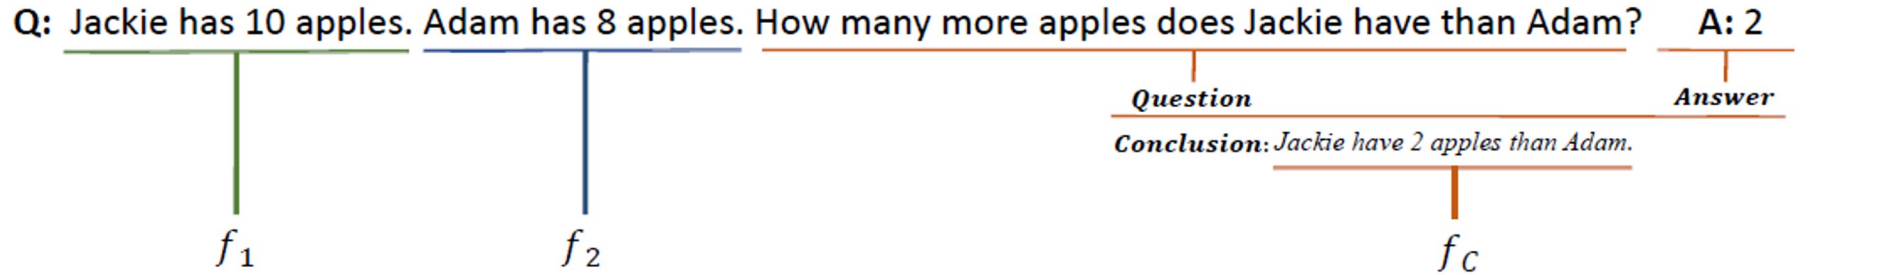 Q: Jackie has 10 apples. Adam has 8 apples. How many more apples does Jackie have than Adam? A: 2
Question Answer
Conclusion: Jackie have 2 apples than Adam.
f1 f2 fC